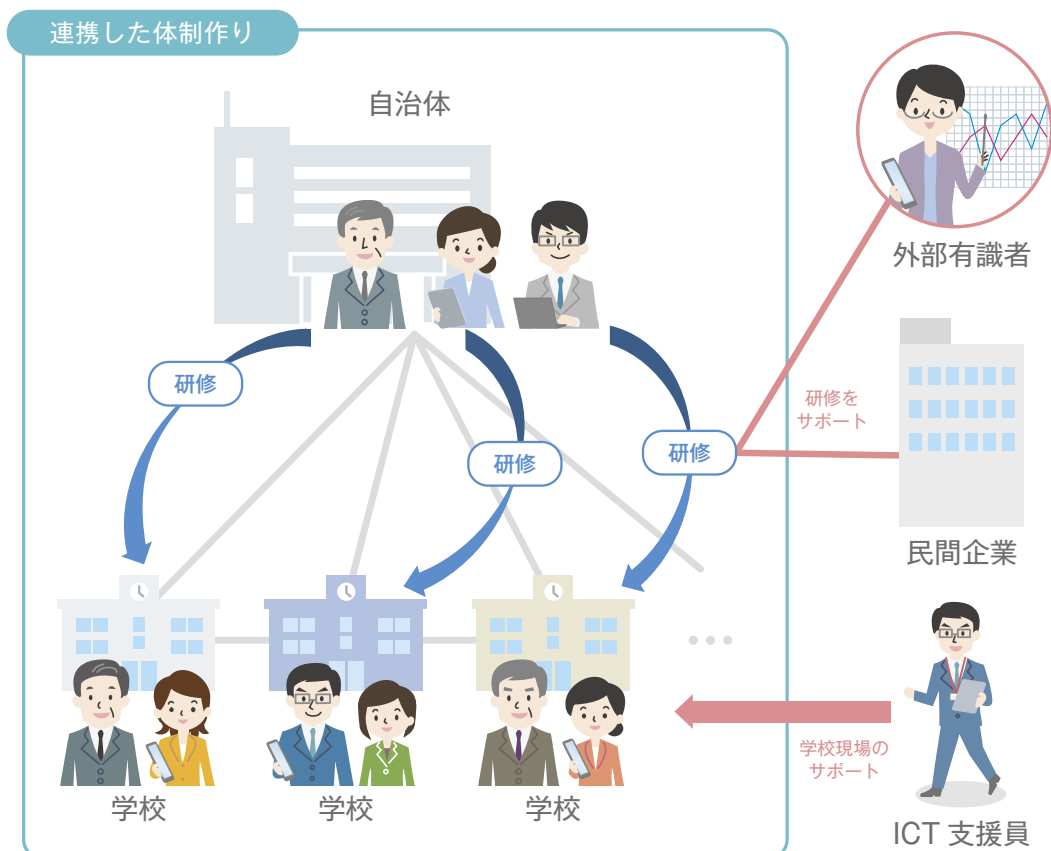 連携した体制作り
自治体
外部有識者
研修
研修
研修
研修を
サポート
民間企業
学校現場の
サポート
学校
学校
学校
ICT 支援員